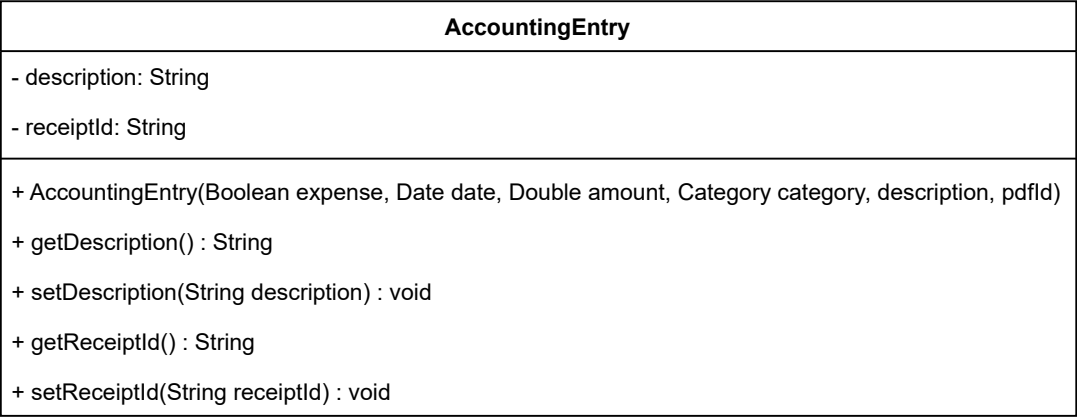 AccountingEntry
- description: String
- receiptId: String
+ AccountingEntry(Boolean expense, Date date, Double amount, Category category, description, pdfId)
+ getDescription() : String
+ setDescription(String description) : void
+ getReceiptId() : String
+ setReceiptId(String receiptId) : void